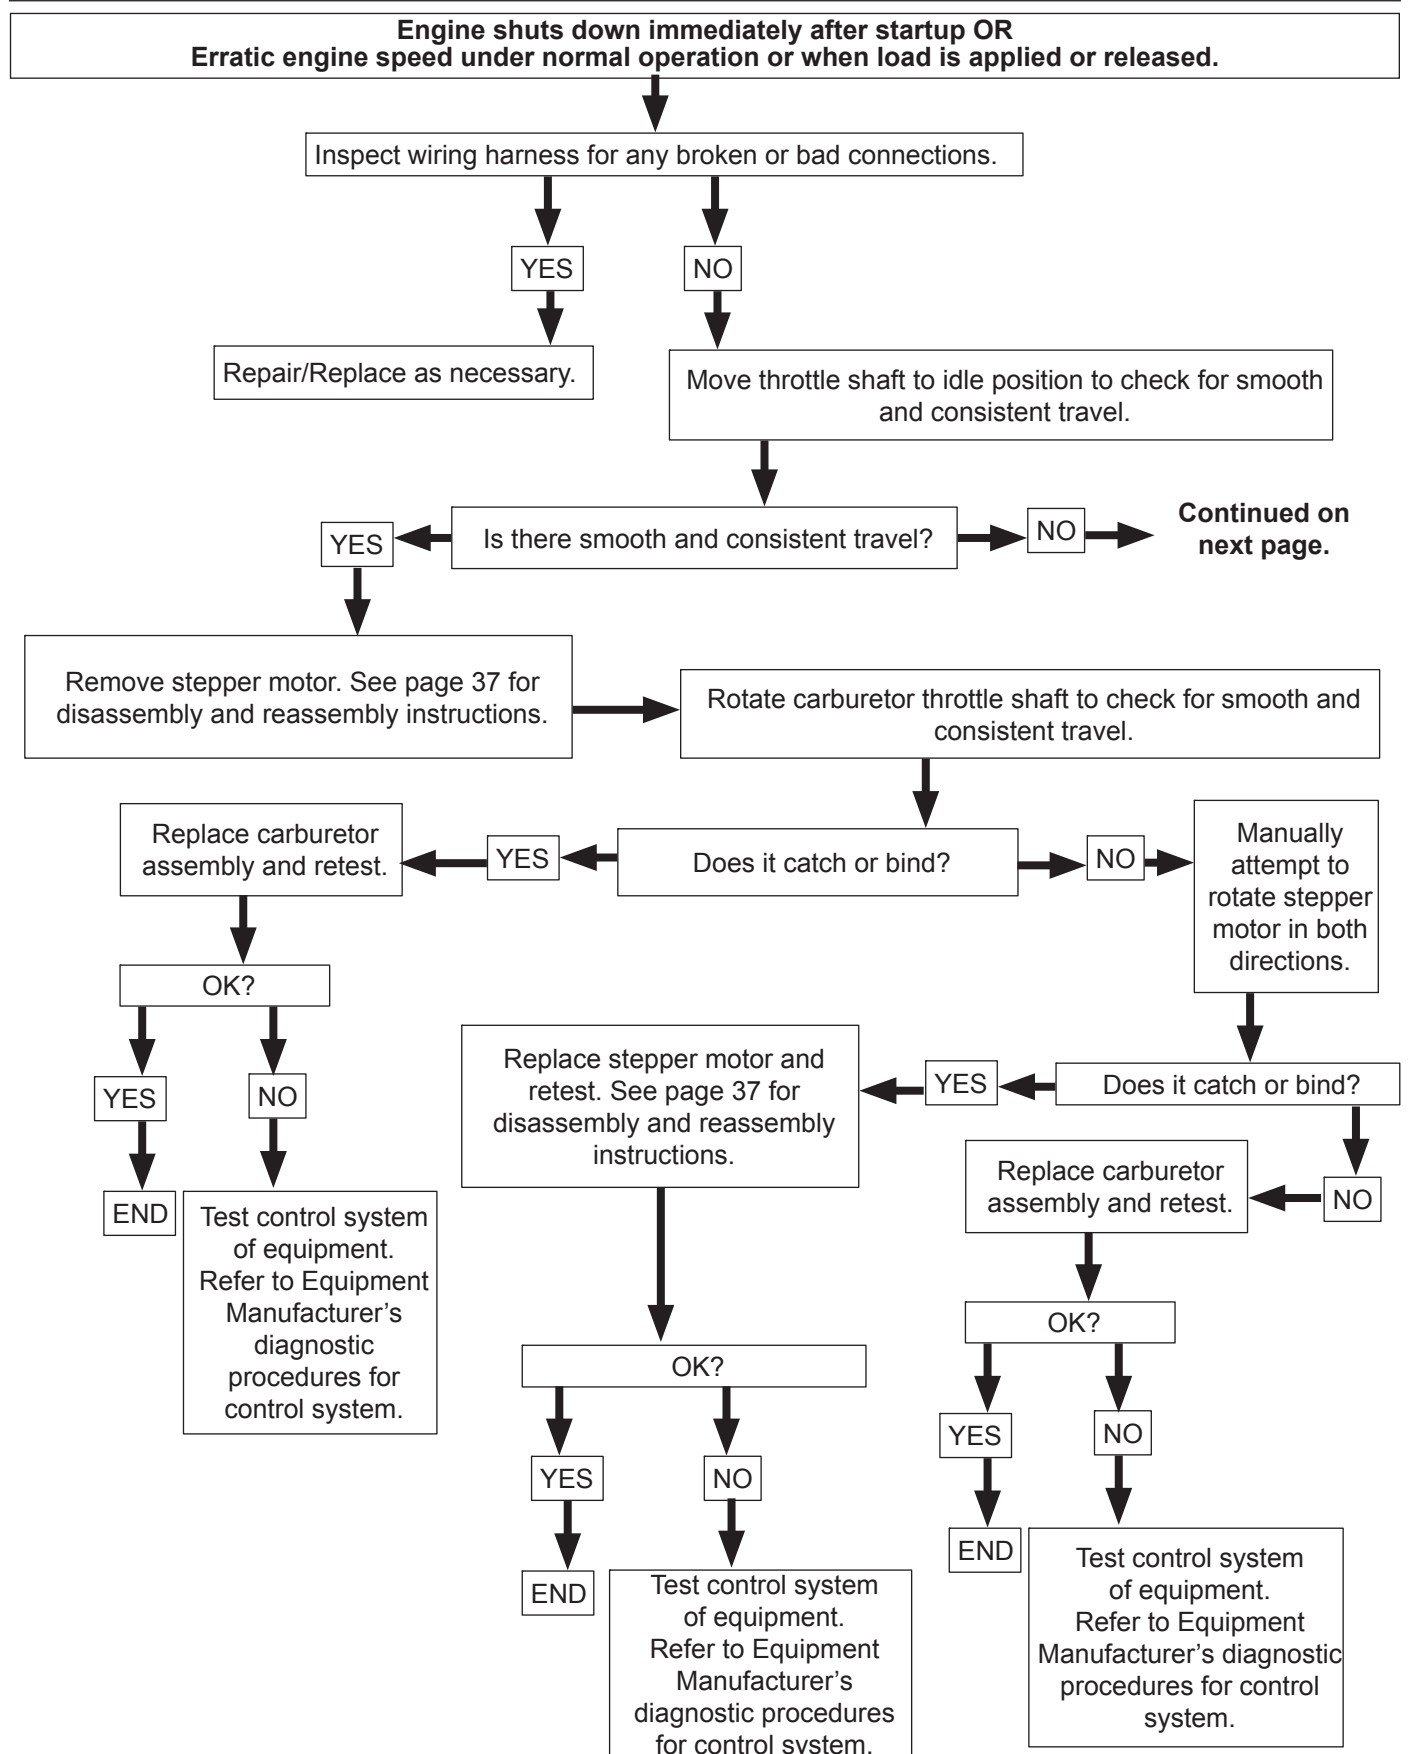 Engine shuts down immediately after startup OR
Erratic engine speed under normal operation or when load is applied or released.
Inspect wiring harness for any broken or bad connections.
YES
NO
Repair/Replace as necessary.
Move throttle shaft to idle position to check for smooth
and consistent travel.
YES
Is there smooth and consistent travel?
NO
Continued on
next page.
Remove stepper motor. See page 37 for
disassembly and reassembly instructions.
Rotate carburetor throttle shaft to check for smooth and
consistent travel.
Replace carburetor
assembly and retest.
YES
Does it catch or bind?
NO
Manually
attempt to
rotate stepper
motor in both
directions.
OK?
YES
NO
END
Test control system
of equipment.
Refer to Equipment
Manufacturer’s
diagnostic
procedures for
control system.
Replace stepper motor and
retest. See page 37 for
disassembly and reassembly
instructions.
YES
Does it catch or bind?
NO
Replace carburetor
assembly and retest.
OK?
YES
NO
END
Test control system
of equipment.
Refer to Equipment
Manufacturer’s
diagnostic procedures
for control system.
OK?
YES
NO
END
Test control system
of equipment.
Refer to Equipment
Manufacturer’s diagnostic
procedures for control
system.